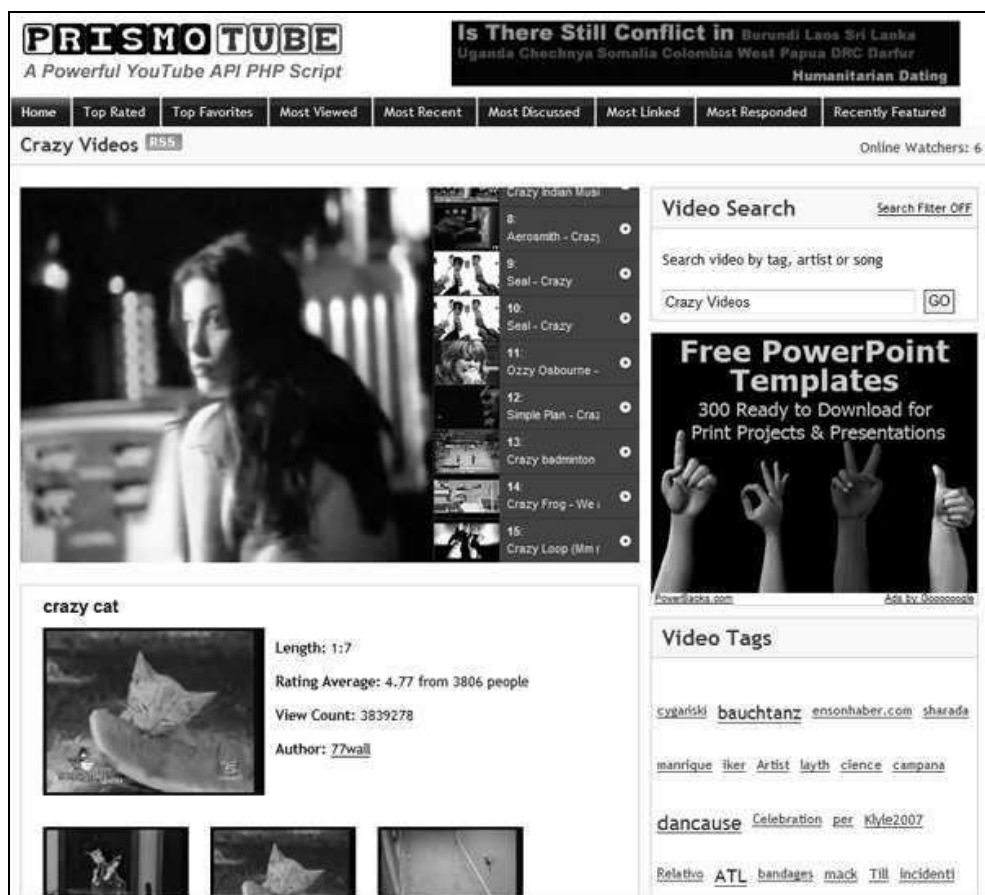 PRISMOTUBE
A Powerful YouTube API PHP Script
Is There Still Conflict in Burundi Laos Sri Lanka
Uganda Chechnya Somalia Colombia West Papua DRC Darfur
Humanitarian Dating
Home Top Rated Top Favorites Most Viewed Most Recent Most Discussed Most Linked Most Responded Recently Featured
Crazy Videos RSS
Online Watchers: 6
Crazy Indian Musi
8:
Aerosmith - Crazy
9:
Seal - Crazy
10:
Seal - Crazy
11:
Ozzy Osbourne -
12:
Simple Plan - Craz
13:
Crazy badminton
14:
Crazy Frog - We
15:
Crazy Loop (Mm
Video Search Search Filter OFF
Search video by tag, artist or song
Crazy Videos GO
Free PowerPoint
Templates
300 Ready to Download for
Print Projects & Presentations
PowerBacks.com Ads by Goooooogle
crazy cat
Length: 1:7
Rating Average: 4.77 from 3806 people
View Count: 3839278
Author: 77wall
Video Tags
cygański bauchtanz ensonhaber.com sharada
manrique iker Artist layth cience campana
dancause Celebration per Klyle2007
Relativo ATL bandages mack Till incidenti